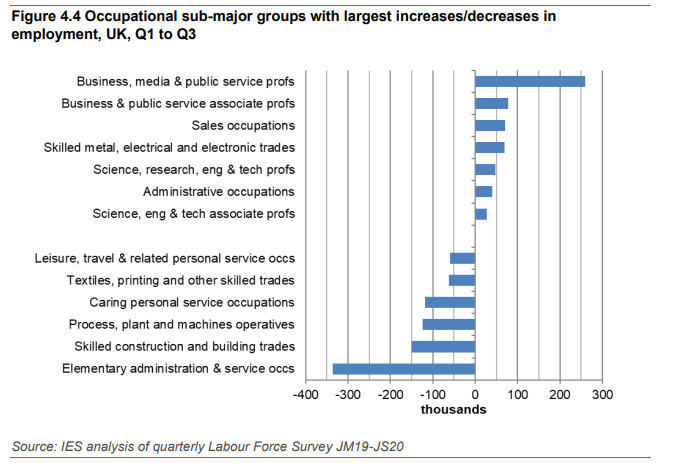 Figure 4.4 Occupational sub-major groups with largest increases/decreases in
employment, UK, Q1 to Q3
Business, media & public service profs
Business & public service associate profs
Sales occupations
Skilled metal, electrical and electronic trades
Science, research, eng & tech profs
Administrative occupations
Science, eng & tech associate profs
Leisure, travel & related personal service occs
Textiles, printing and other skilled trades
Caring personal service occupations
Process, plant and machines operatives
Skilled construction and building trades
Elementary administration & service occs
-400 -300 -200 -100 0 100 200 300
thousands
Source: IES analysis of quarterly Labour Force Survey JM19-JS20